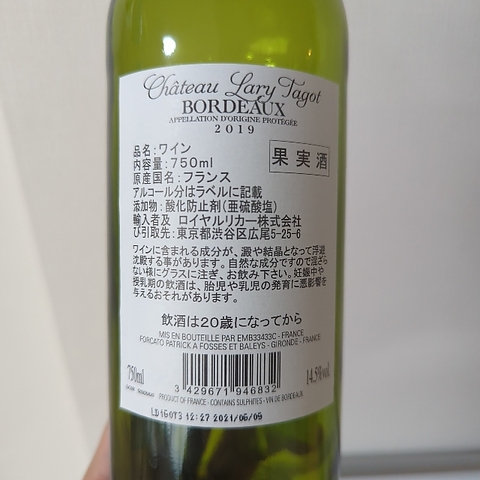 Château Lary Tagot
BORDEAUX
APPELLATION D'ORIGINE PROTÉGÉE
2019
品名:ワイン
果実酒
内容量:750ml
原産国名:フランス
アルコール分はラベルに記載
添加物:酸化防止剤(亜硫酸塩)
輸入者及 ロイヤルリカー株式会社
び引取先:東京都渋谷区広尾5-25-6
ワインに含まれる成分が、澱や結晶となって浮遊
沈殿する事があります。自然な成分ですので混ざら
ない様にグラスに注ぎ、お飲み下さい。妊娠中や
授乳期の飲酒は、胎児や乳児の発育に悪影響を
与えるおそれがあります。
飲酒は20歳になってから
MIS EN BOUTEILLE PAR EMB33433C - FRANCE
FORCATO PATRICK A FOSSES ET BALEYS - GIRONDE - FRANCE
750ml
14.5%vol.
3 429671 946832
PRODUCT OF FRANCE - CONTAINS SULPHITES - VIN DE BORDEAUX
12:27 2021/06/09